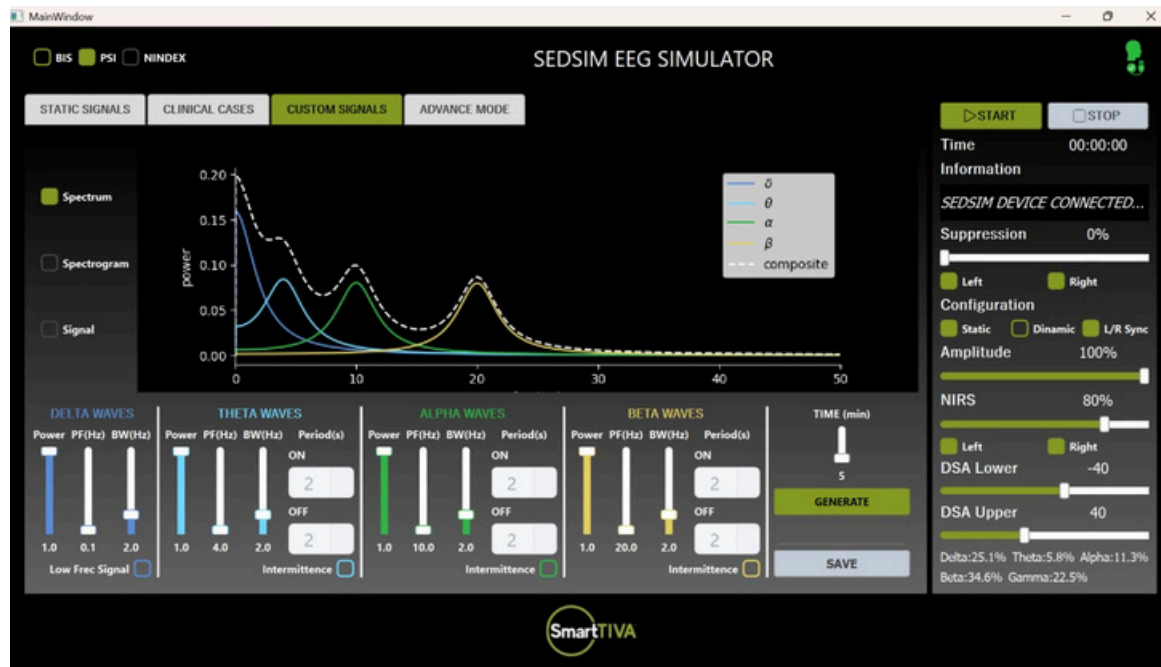 MainWindow
BIS PSI NINDEX
SEDSIM EEG SIMULATOR
STATIC SIGNALS CLINICAL CASES CUSTOM SIGNALS ADVANCE MODE
Spectrum
Spectrogram
Signal
power
0.20
0.15
0.10
0.05
0.00
0 10 20 30 40 50
δ
θ
α
β
composite
START STOP
Time 00:00:00
Information
SEDSIM DEVICE CONNECTED...
Suppression 0%
Left Right
Configuration
Static Dinamic L/R Sync
Amplitude 100%
NIRS 80%
Left Right
DSA Lower -40
DSA Upper 40
Delta:25.1% Theta:5.8% Alpha:11.3%
Beta:34.6% Gamma:22.5%
DELTA WAVES
Power PF(Hz) BW(Hz)
1.0 0.1 2.0
Low Frec Signal
THETA WAVES
Power PF(Hz) BW(Hz) Period(s)
ON
2
OFF
2
1.0 4.0 2.0
Intermittence
ALPHA WAVES
Power PF(Hz) BW(Hz) Period(s)
ON
2
OFF
2
1.0 10.0 2.0
Intermittence
BETA WAVES
Power PF(Hz) BW(Hz) Period(s)
ON
2
OFF
2
1.0 20.0 2.0
Intermittence
TIME (min)
5
GENERATE
SAVE
SmartTIVA